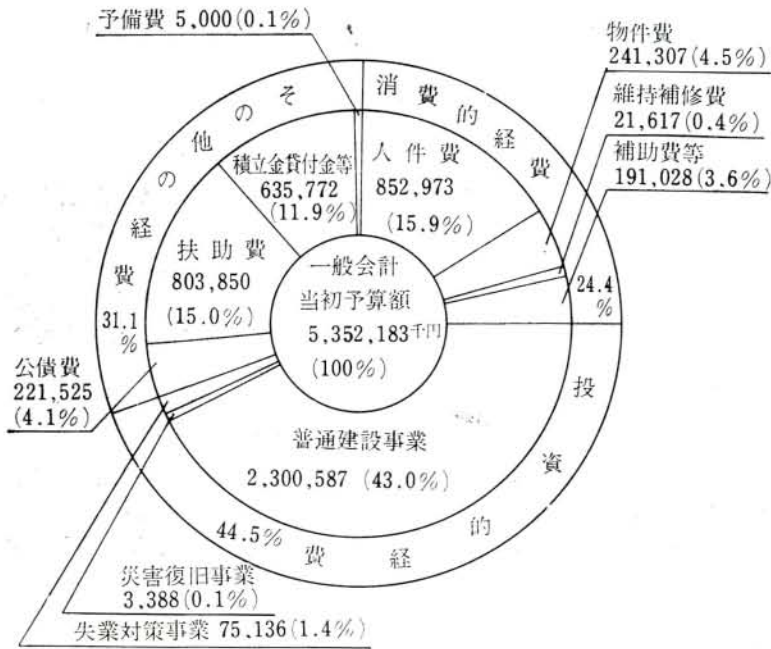 予備費 5,000(0.1%)
物件費
241,307(4.5%)
維持補修費
21,617(0.4%)
補助費等
191,028(3.6%)
消費的経費
24.4
%
人件費
852,973
(15.9%)
積立金貸付金等
635,772
(11.9%)
その他の経費
31.1
%
扶助費
803,850
(15.0%)
一般会計
当初予算額
5,352,183千円
(100%)
公債費
221,525
(4.1%)
普通建設事業
2,300,587 (43.0%)
投資的経費
44.5%
災害復旧事業
3,388(0.1%)
失業対策事業 75,136(1.4%)